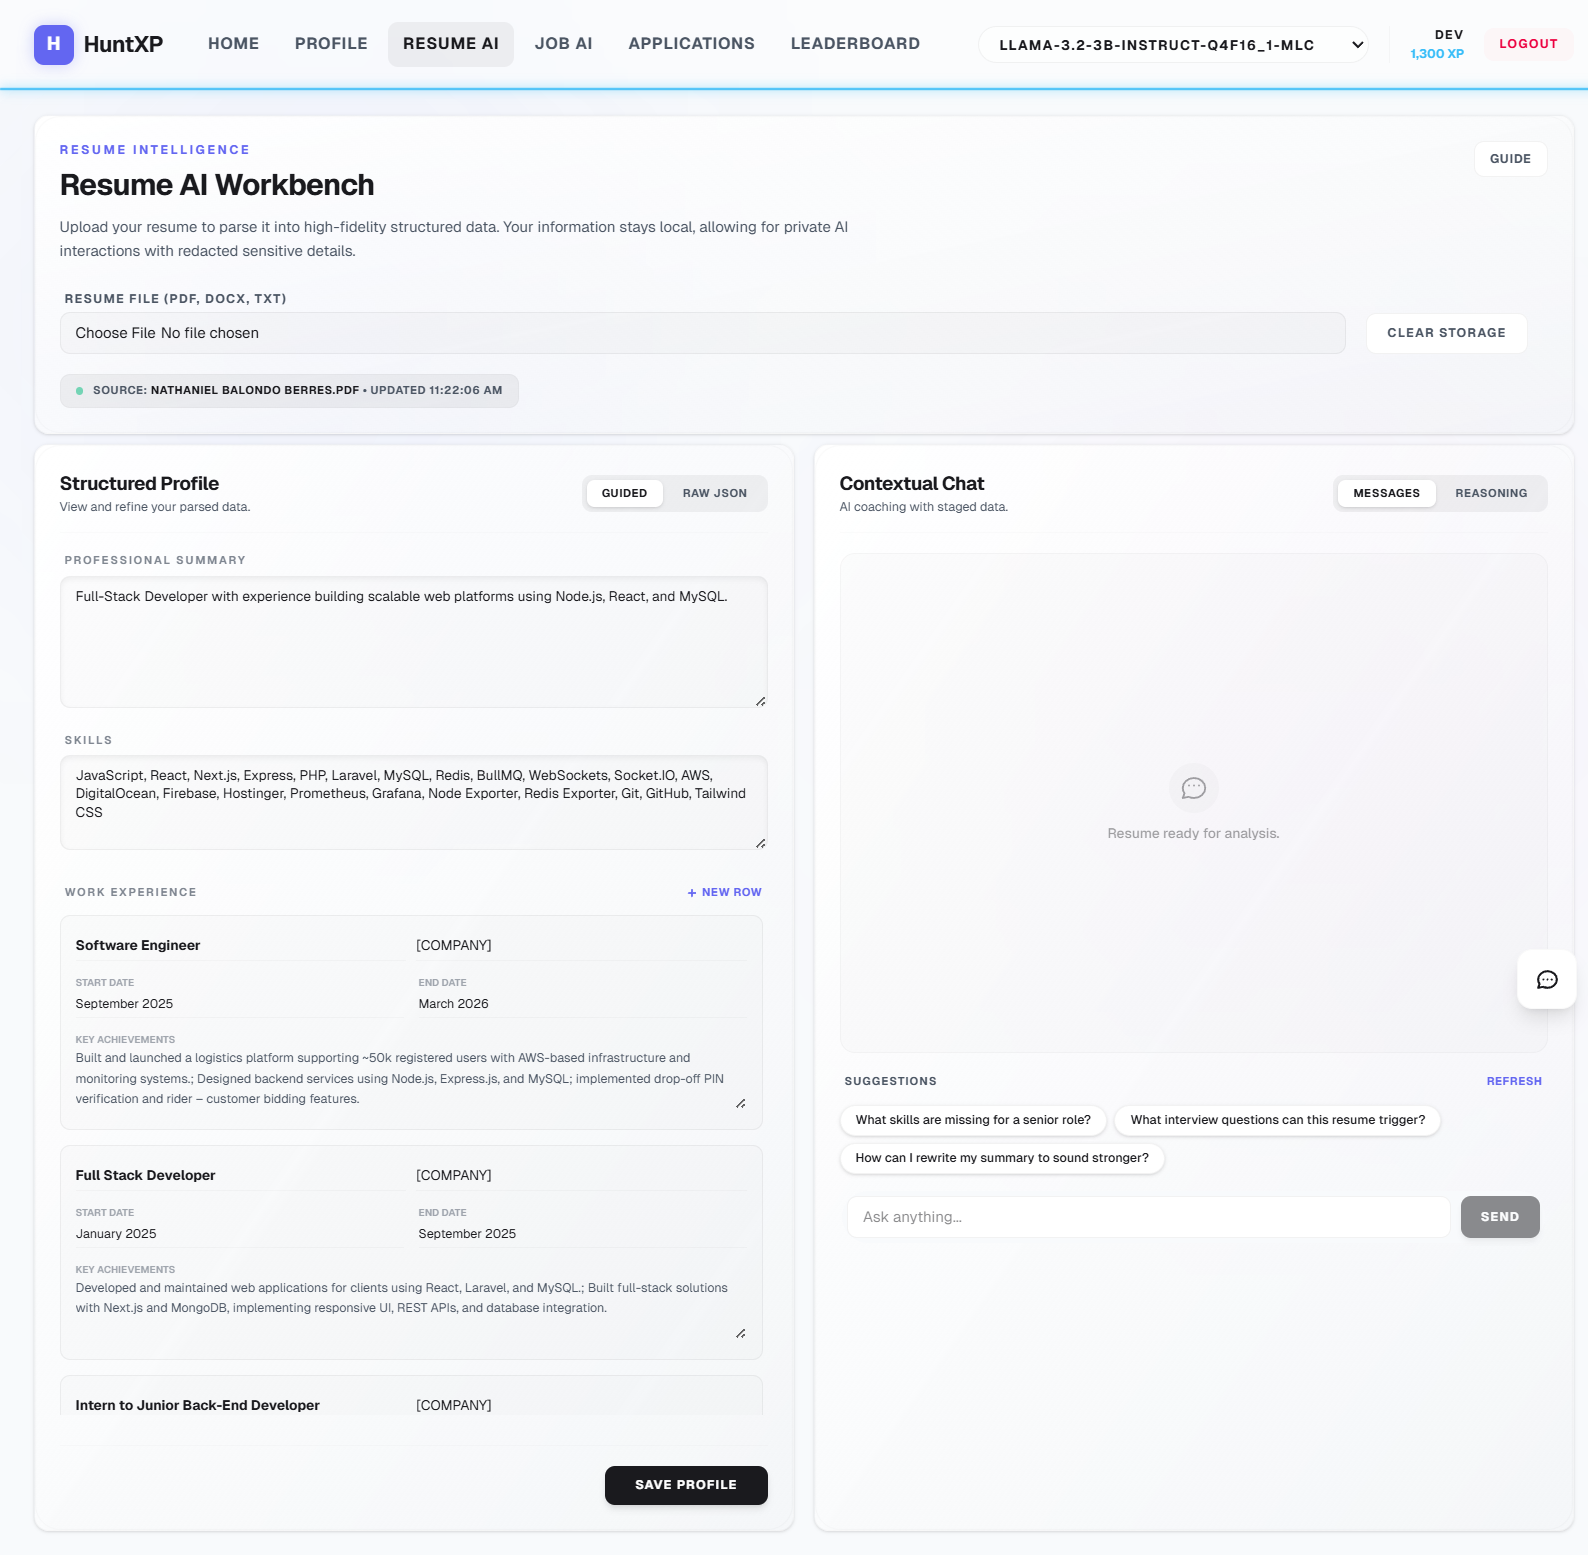 H HuntXP HOME PROFILE RESUME AI JOB AI APPLICATIONS LEADERBOARD LLAMA-3.2-3B-INSTRUCT-Q4F16_1-MLC DEV
1,300 XP
LOGOUT
RESUME INTELLIGENCE
GUIDE
Resume AI Workbench
Upload your resume to parse it into high-fidelity structured data. Your information stays local, allowing for private AI
interactions with redacted sensitive details.
RESUME FILE (PDF, DOCX, TXT)
Choose File No file chosen
CLEAR STORAGE
SOURCE: NATHANIEL BALONDO BERRES.PDF • UPDATED 11:22:06 AM
Structured Profile
View and refine your parsed data.
GUIDED RAW JSON
PROFESSIONAL SUMMARY
Full-Stack Developer with experience building scalable web platforms using Node.js, React, and MySQL.
SKILLS
JavaScript, React, Next.js, Express, PHP, Laravel, MySQL, Redis, BullMQ, WebSockets, Socket.IO, AWS,
DigitalOcean, Firebase, Hostinger, Prometheus, Grafana, Node Exporter, Redis Exporter, Git, GitHub, Tailwind
CSS
WORK EXPERIENCE
+ NEW ROW
Software Engineer [COMPANY]
START DATE END DATE
September 2025 March 2026
KEY ACHIEVEMENTS
Built and launched a logistics platform supporting ~50k registered users with AWS-based infrastructure and
monitoring systems.; Designed backend services using Node.js, Express.js, and MySQL; implemented drop-off PIN
verification and rider – customer bidding features.
Full Stack Developer [COMPANY]
START DATE END DATE
January 2025 September 2025
KEY ACHIEVEMENTS
Developed and maintained web applications for clients using React, Laravel, and MySQL.; Built full-stack solutions
with Next.js and MongoDB, implementing responsive UI, REST APIs, and database integration.
Intern to Junior Back-End Developer [COMPANY]
SAVE PROFILE
Contextual Chat
AI coaching with staged data.
MESSAGES REASONING
Resume ready for analysis.
SUGGESTIONS
REFRESH
What skills are missing for a senior role? What interview questions can this resume trigger?
How can I rewrite my summary to sound stronger?
Ask anything...
SEND